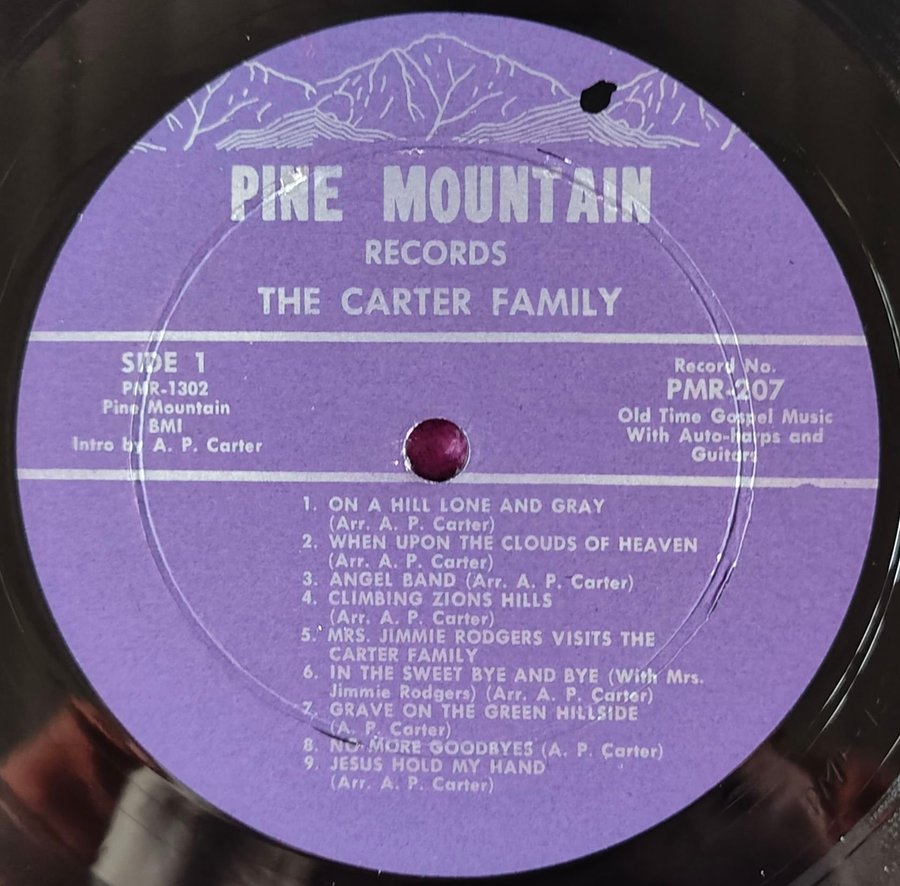 PINE MOUNTAIN
RECORDS
THE CARTER FAMILY
SIDE 1
PMR-1302
Pine Mountain
BMI
Intro by A. P. Carter
Record No.
PMR-207
Old Time Gospel Music
With Auto-harps and
Guitars
1. ON A HILL LONE AND GRAY
(Arr. A. P. Carter)
2. WHEN UPON THE CLOUDS OF HEAVEN
(Arr. A. P. Carter)
3. ANGEL BAND (Arr. A. P. Carter)
4. CLIMBING ZIONS HILLS
(Arr. A. P. Carter)
5. MRS. JIMMIE RODGERS VISITS THE
CARTER FAMILY
6. IN THE SWEET BYE AND BYE (With Mrs.
Jimmie Rodgers) (Arr. A. P. Carter)
7. GRAVE ON THE GREEN HILLSIDE
(A. P. Carter)
8. NO MORE GOODBYES (A. P. Carter)
9. JESUS HOLD MY HAND
(Arr. A. P. Carter)